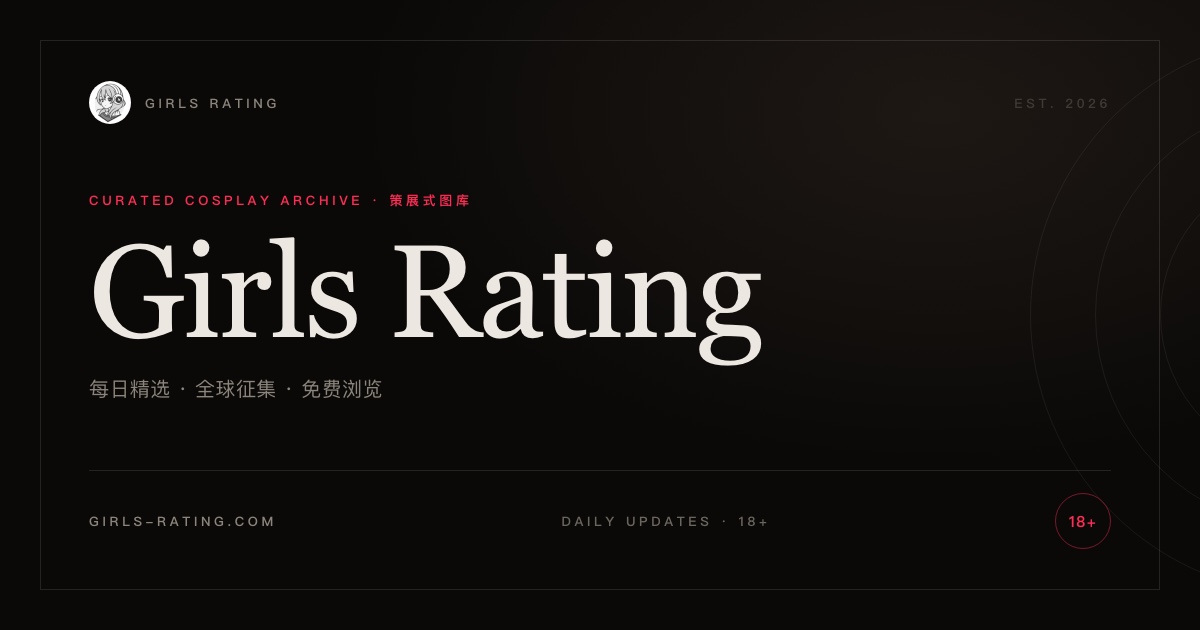 GIRLS RATING
EST. 2026
CURATED COSPLAY ARCHIVE · 策展式图库
Girls Rating
每日精选 · 全球征集 · 免费浏览
GIRLS-RATING.COM
DAILY UPDATES · 18+
18+